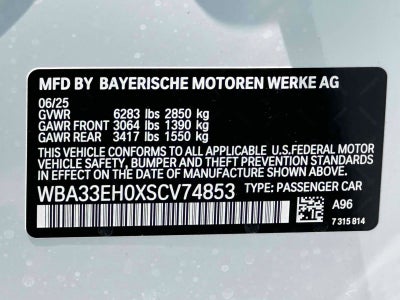 MFD BY BAYERISCHE MOTOREN WERKE AG
06/25
GVWR 6283 lbs 2850 kg
GAWR FRONT 3064 lbs 1390 kg
GAWR REAR 3417 lbs 1550 kg
THIS VEHICLE CONFORMS TO ALL APPLICABLE U.S.FEDERAL MOTOR
VEHICLE SAFETY, BUMPER, AND THEFT PREVENTION STANDARDS
IN EFFECT ON THE DATE OF MANUFACTURE SHOWN ABOVE.
WBA33EH0XSCV74853 TYPE: PASSENGER CAR
A96
7 315 814